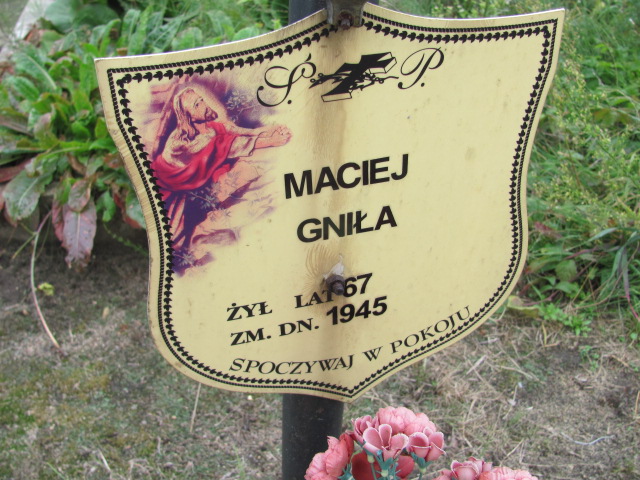 Ś. P.
MACIEJ
GNIŁA
ŻYŁ LAT 67
ZM. DN. 1945
SPOCZYWAJ W POKOJU